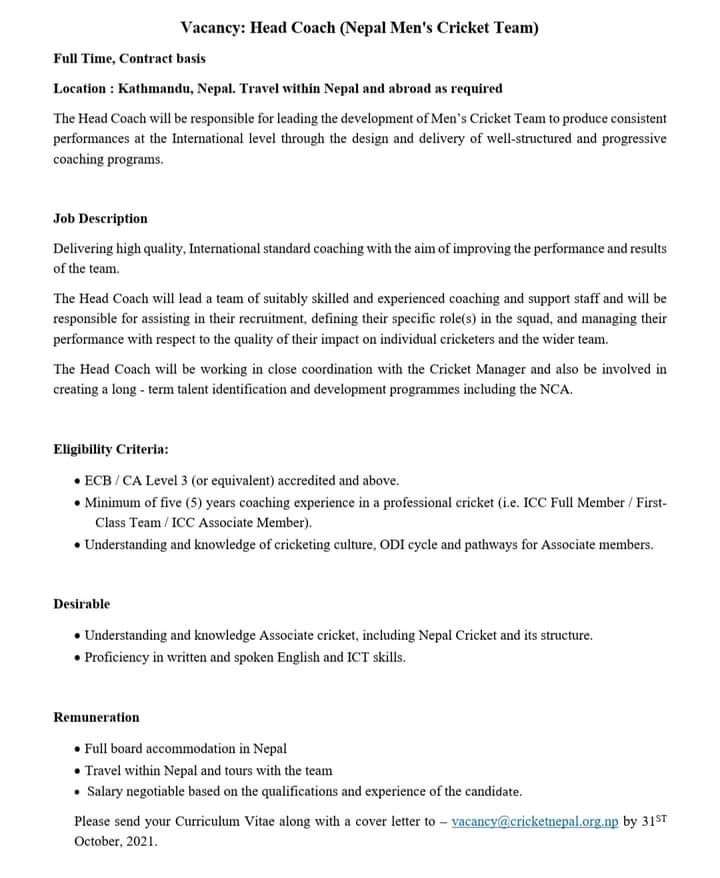 Vacancy: Head Coach (Nepal Men's Cricket Team)
Full Time, Contract basis
Location : Kathmandu, Nepal. Travel within Nepal and abroad as required
The Head Coach will be responsible for leading the development of Men's Cricket Team to produce consistent
performances at the International level through the design and delivery of well-structured and progressive
coaching programs.
Job Description
Delivering high quality, International standard coaching with the aim of improving the performance and results
of the team.
The Head Coach will lead a team of suitably skilled and experienced coaching and support staff and will be
responsible for assisting in their recruitment, defining their specific role(s) in the squad, and managing their
performance with respect to the quality of their impact on individual cricketers and the wider team.
The Head Coach will be working in close coordination with the Cricket Manager and also be involved in
creating a long - term talent identification and development programmes including the NCA.
Eligibility Criteria:
• ECB / CA Level 3 (or equivalent) accredited and above.
• Minimum of five (5) years coaching experience in a professional cricket (i.e. ICC Full Member / First-
Class Team / ICC Associate Member).
• Understanding and knowledge of cricketing culture, ODI cycle and pathways for Associate members.
Desirable
• Understanding and knowledge Associate cricket, including Nepal Cricket and its structure.
• Proficiency in written and spoken English and ICT skills.
Remuneration
• Full board accommodation in Nepal
• Travel within Nepal and tours with the team
• Salary negotiable based on the qualifications and experience of the candidate.
Please send your Curriculum Vitae along with a cover letter to – vacancy@cricketnepal.org.np by 31ST
October, 2021.